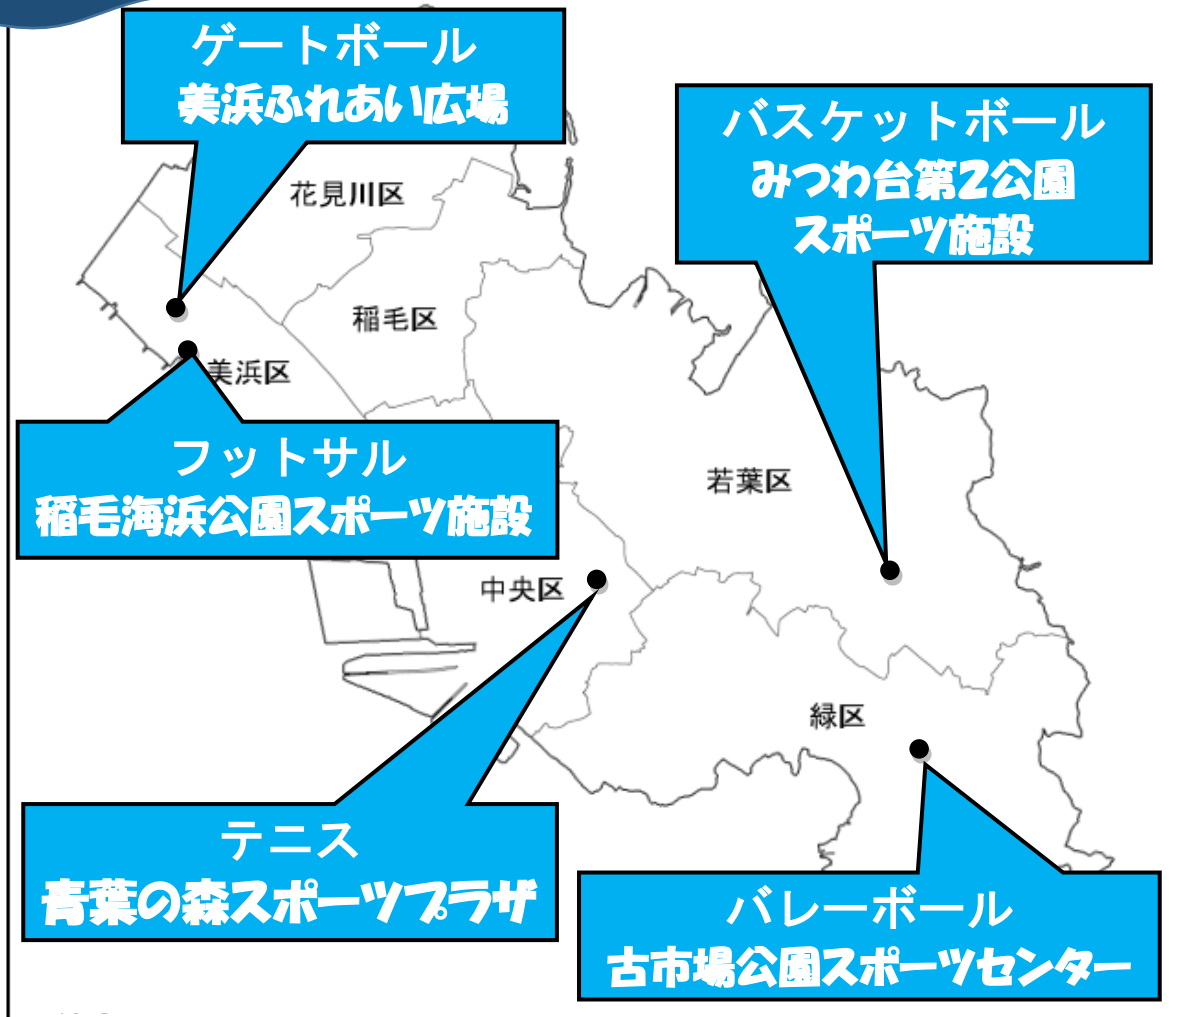 ゲートボール
美浜ふれあい広場
バスケットボール
みつわ台第2公園
スポーツ施設
花見川区
稲毛区
美浜区
フットサル
稲毛海浜公園スポーツ施設
若葉区
中央区
緑区
テニス
青葉の森スポーツプラザ
バレーボール
古市場公園スポーツセンター